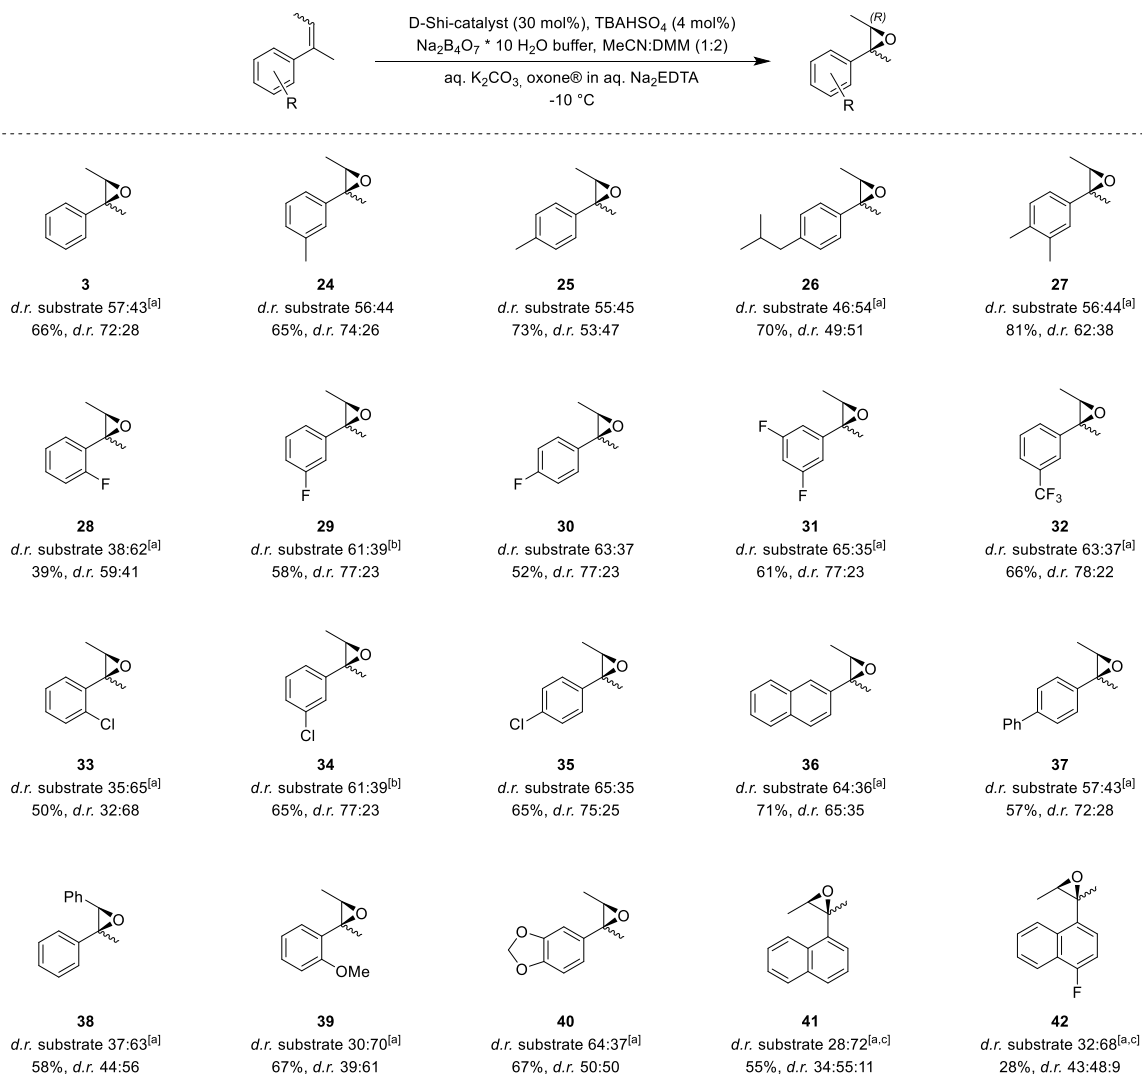 D-Shi-catalyst (30 mol%), TBAHSO4 (4 mol%)
Na2B4O7 * 10 H2O buffer, MeCN:DMM (1:2)
aq. K2CO3, oxone® in aq. Na2EDTA
-10 °C
R
(R)
O
R
O
O
O
O
O
3
24
25
26
27
d.r. substrate 57:43[a]
d.r. substrate 56:44
d.r. substrate 55:45
d.r. substrate 46:54[a]
d.r. substrate 56:44[a]
66%, d.r. 72:28
65%, d.r. 74:26
73%, d.r. 53:47
70%, d.r. 49:51
81%, d.r. 62:38
O
O
O
O
O
F
F
F
F
F
CF3
28
29
30
31
32
d.r. substrate 38:62[a]
d.r. substrate 61:39[b]
d.r. substrate 63:37
d.r. substrate 65:35[a]
d.r. substrate 63:37[a]
39%, d.r. 59:41
58%, d.r. 77:23
52%, d.r. 77:23
61%, d.r. 77:23
66%, d.r. 78:22
O
O
O
O
O
Cl
Cl
Cl
Ph
33
34
35
36
37
d.r. substrate 35:65[a]
d.r. substrate 61:39[b]
d.r. substrate 65:35
d.r. substrate 64:36[a]
d.r. substrate 57:43[a]
50%, d.r. 32:68
65%, d.r. 77:23
65%, d.r. 75:25
71%, d.r. 65:35
57%, d.r. 72:28
Ph
O
O
OMe
O
O
O
O
O
F
38
39
40
41
42
d.r. substrate 37:63[a]
d.r. substrate 30:70[a]
d.r. substrate 64:37[a]
d.r. substrate 28:72[a,c]
d.r. substrate 32:68[a,c]
58%, d.r. 44:56
67%, d.r. 39:61
67%, d.r. 50:50
55%, d.r. 34:55:11
28%, d.r. 43:48:9